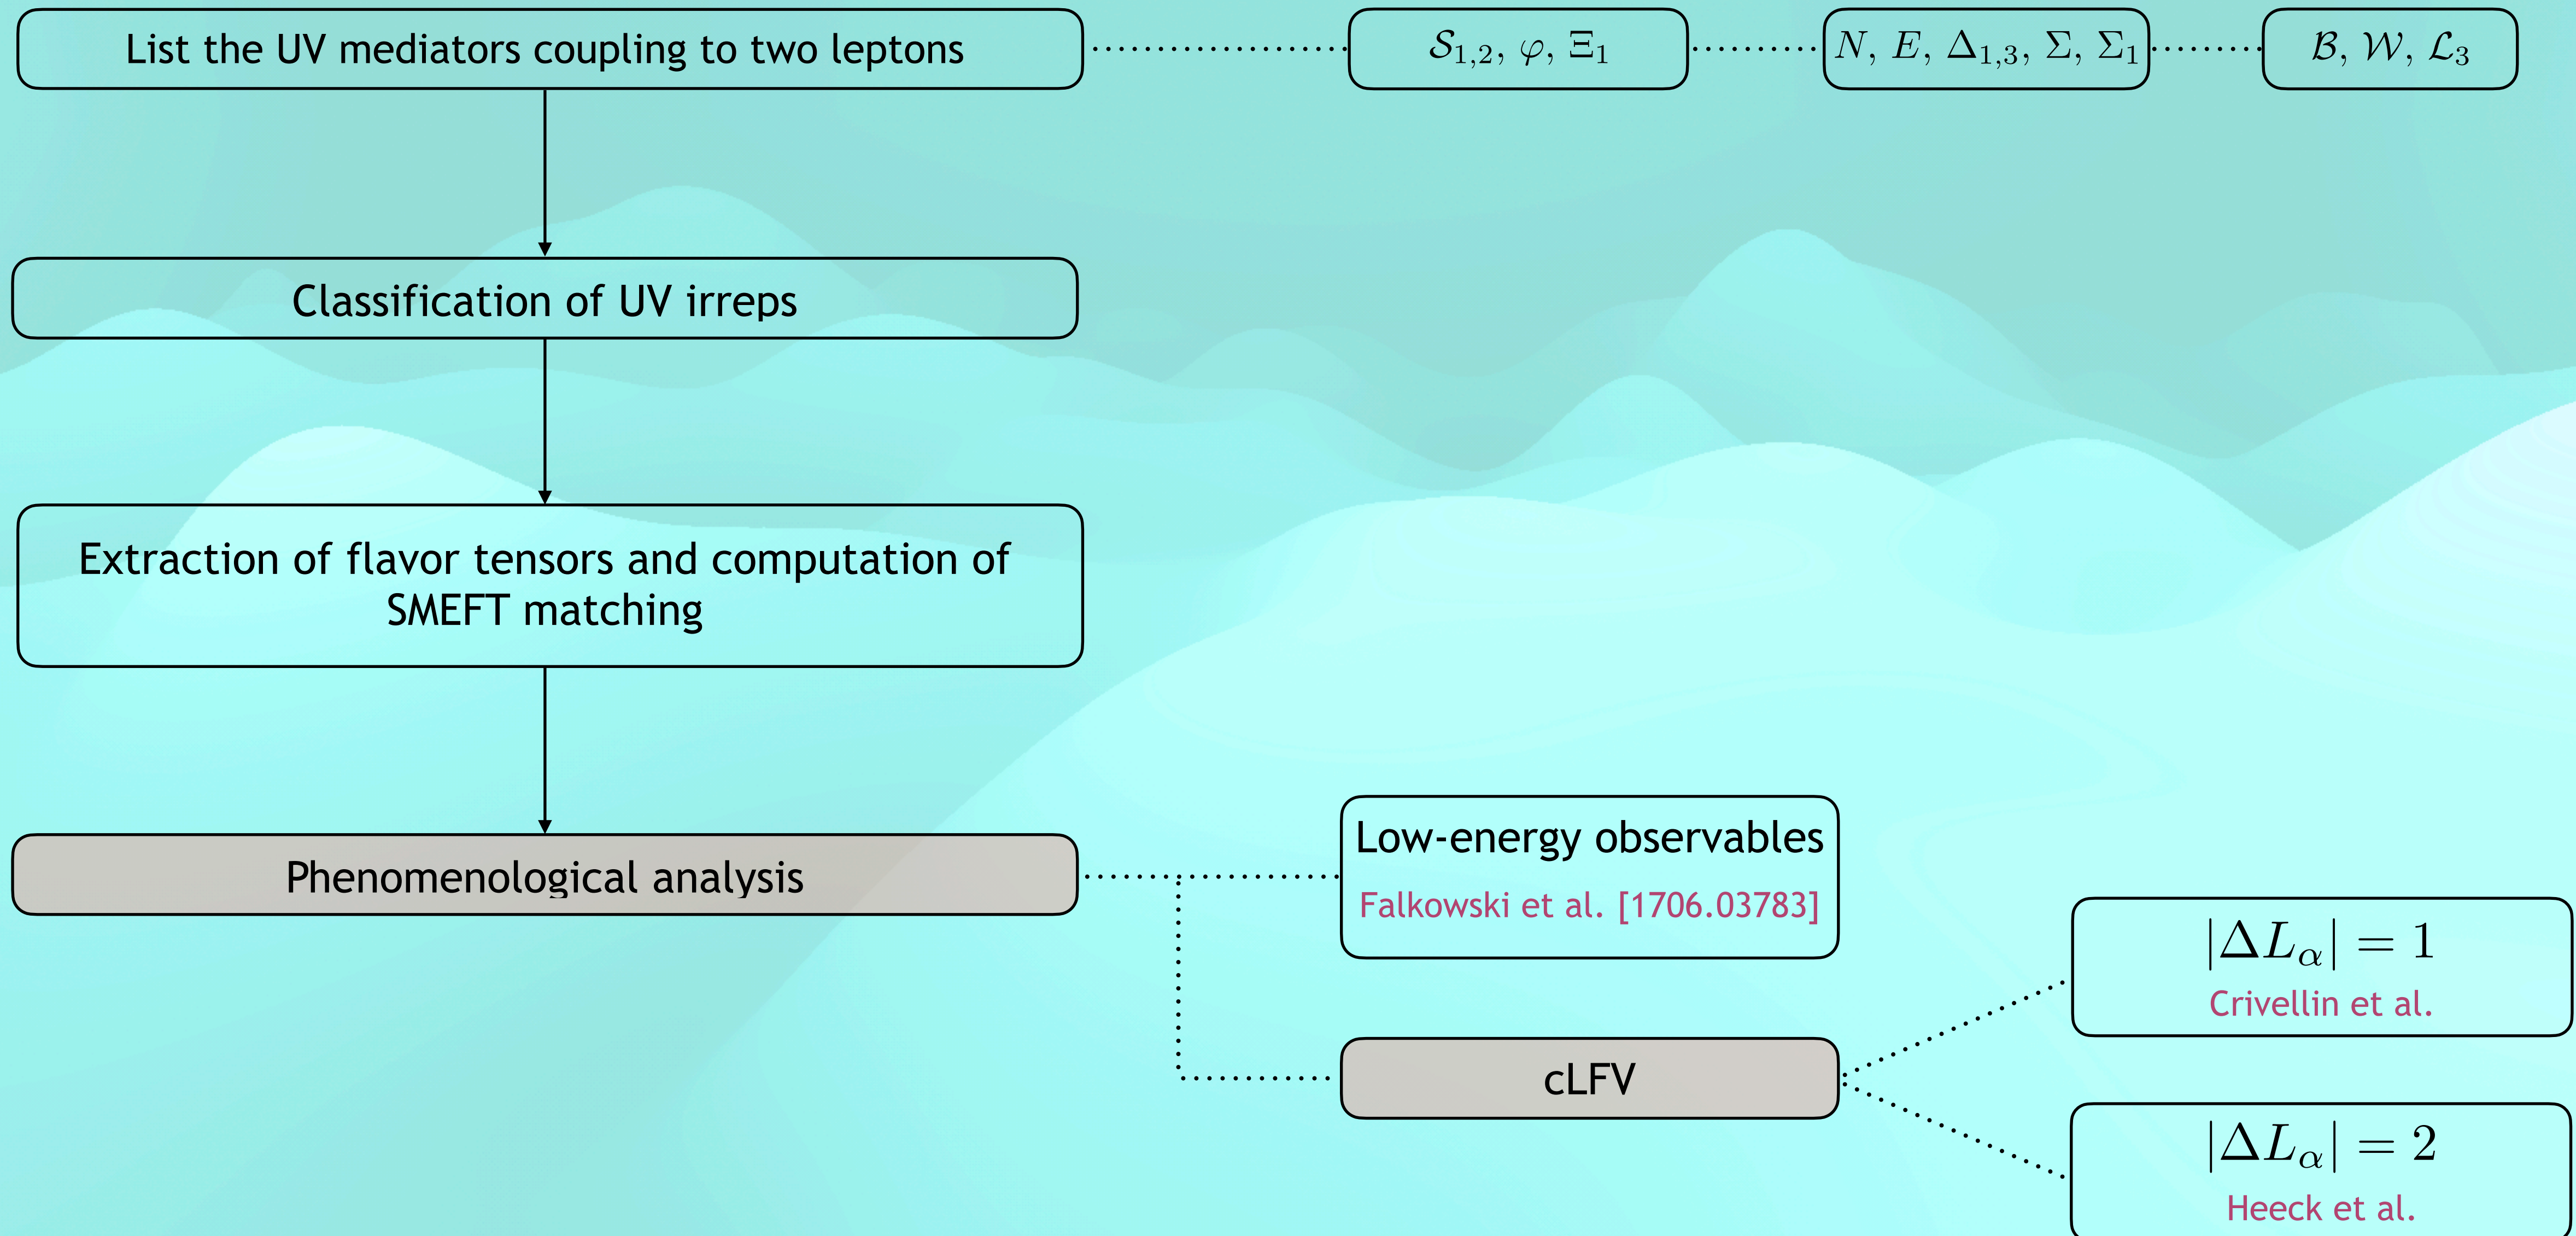 List the UV mediators coupling to two leptons
𝒮₁,₂, φ, Ξ₁
N, E, Δ₁,₃, Σ, Σ₁
ℬ, 𝒲, ℒ₃
Classification of UV irreps
Extraction of flavor tensors and computation of
SMEFT matching
Phenomenological analysis
Low-energy observables
Falkowski et al. [1706.03783]
cLFV
|ΔL_α| = 1
Crivellin et al.
|ΔL_α| = 2
Heeck et al.